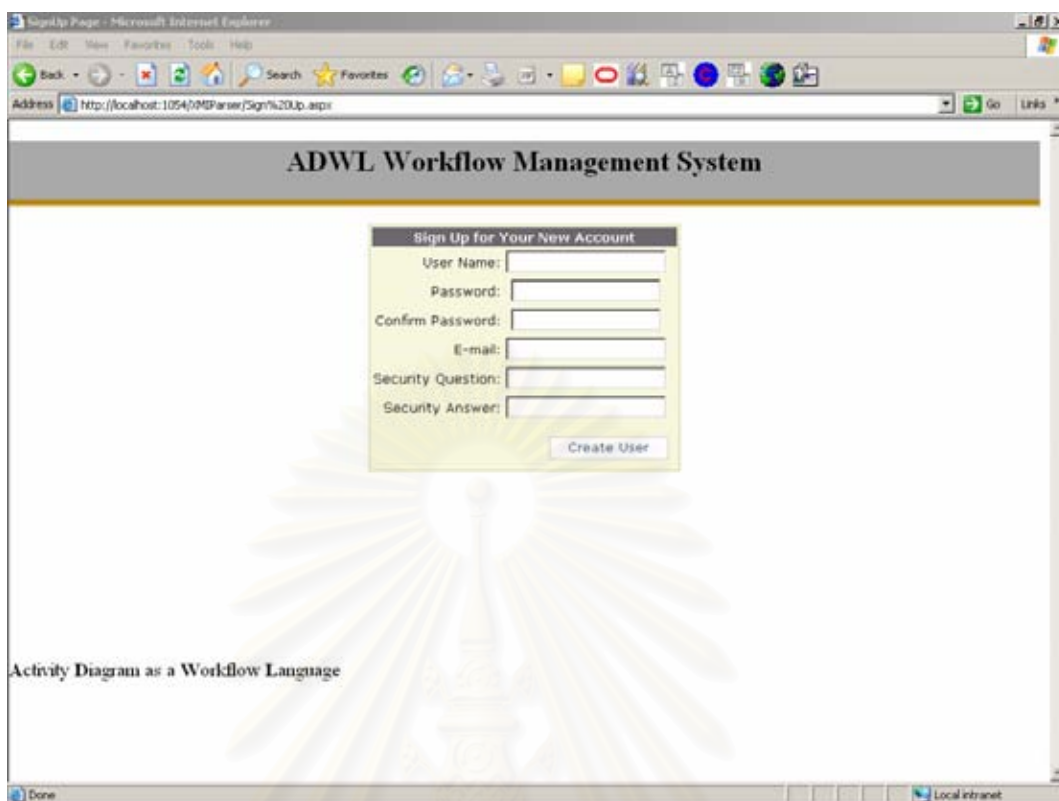 SignUp Page - Microsoft Internet Explorer
File Edit View Favorites Tools Help
Back Search Favorites
Address http://localhost:1054/XMIParser/Sign%20Up.aspx Go Links
ADWL Workflow Management System
Sign Up for Your New Account
User Name:
Password:
Confirm Password:
E-mail:
Security Question:
Security Answer:
Create User
Activity Diagram as a Workflow Language
Done Local intranet